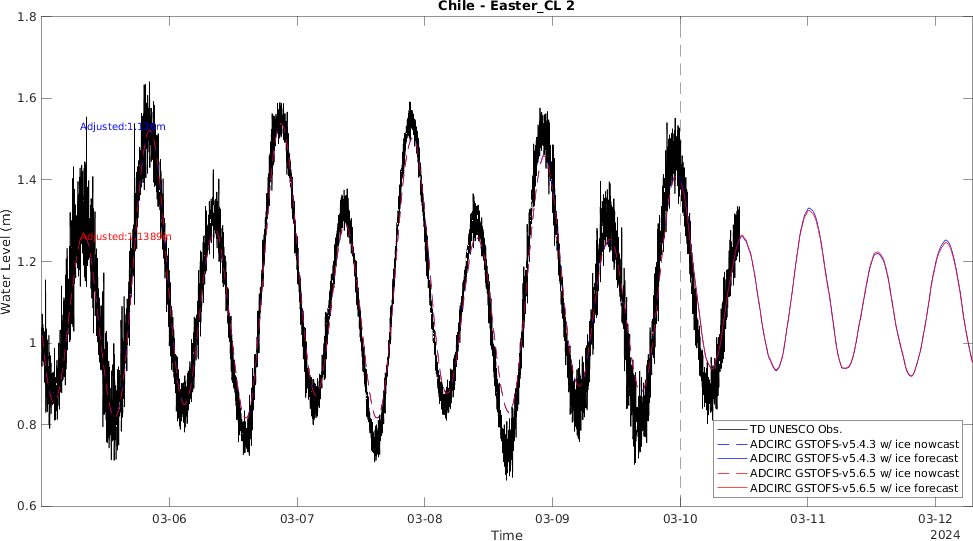 Chile - Easter_CL 2
1.8
1.6
1.4
1.2
1
0.8
0.6
Water Level (m)
Adjusted:1.1389m
03-06
03-07
03-08
03-09
03-10
03-11
03-12
2024
Time
TD UNESCO Obs.
ADCIRC GSTOFS-v5.4.3 w/ ice nowcast
ADCIRC GSTOFS-v5.4.3 w/ ice forecast
ADCIRC GSTOFS-v5.6.5 w/ ice nowcast
ADCIRC GSTOFS-v5.6.5 w/ ice forecast